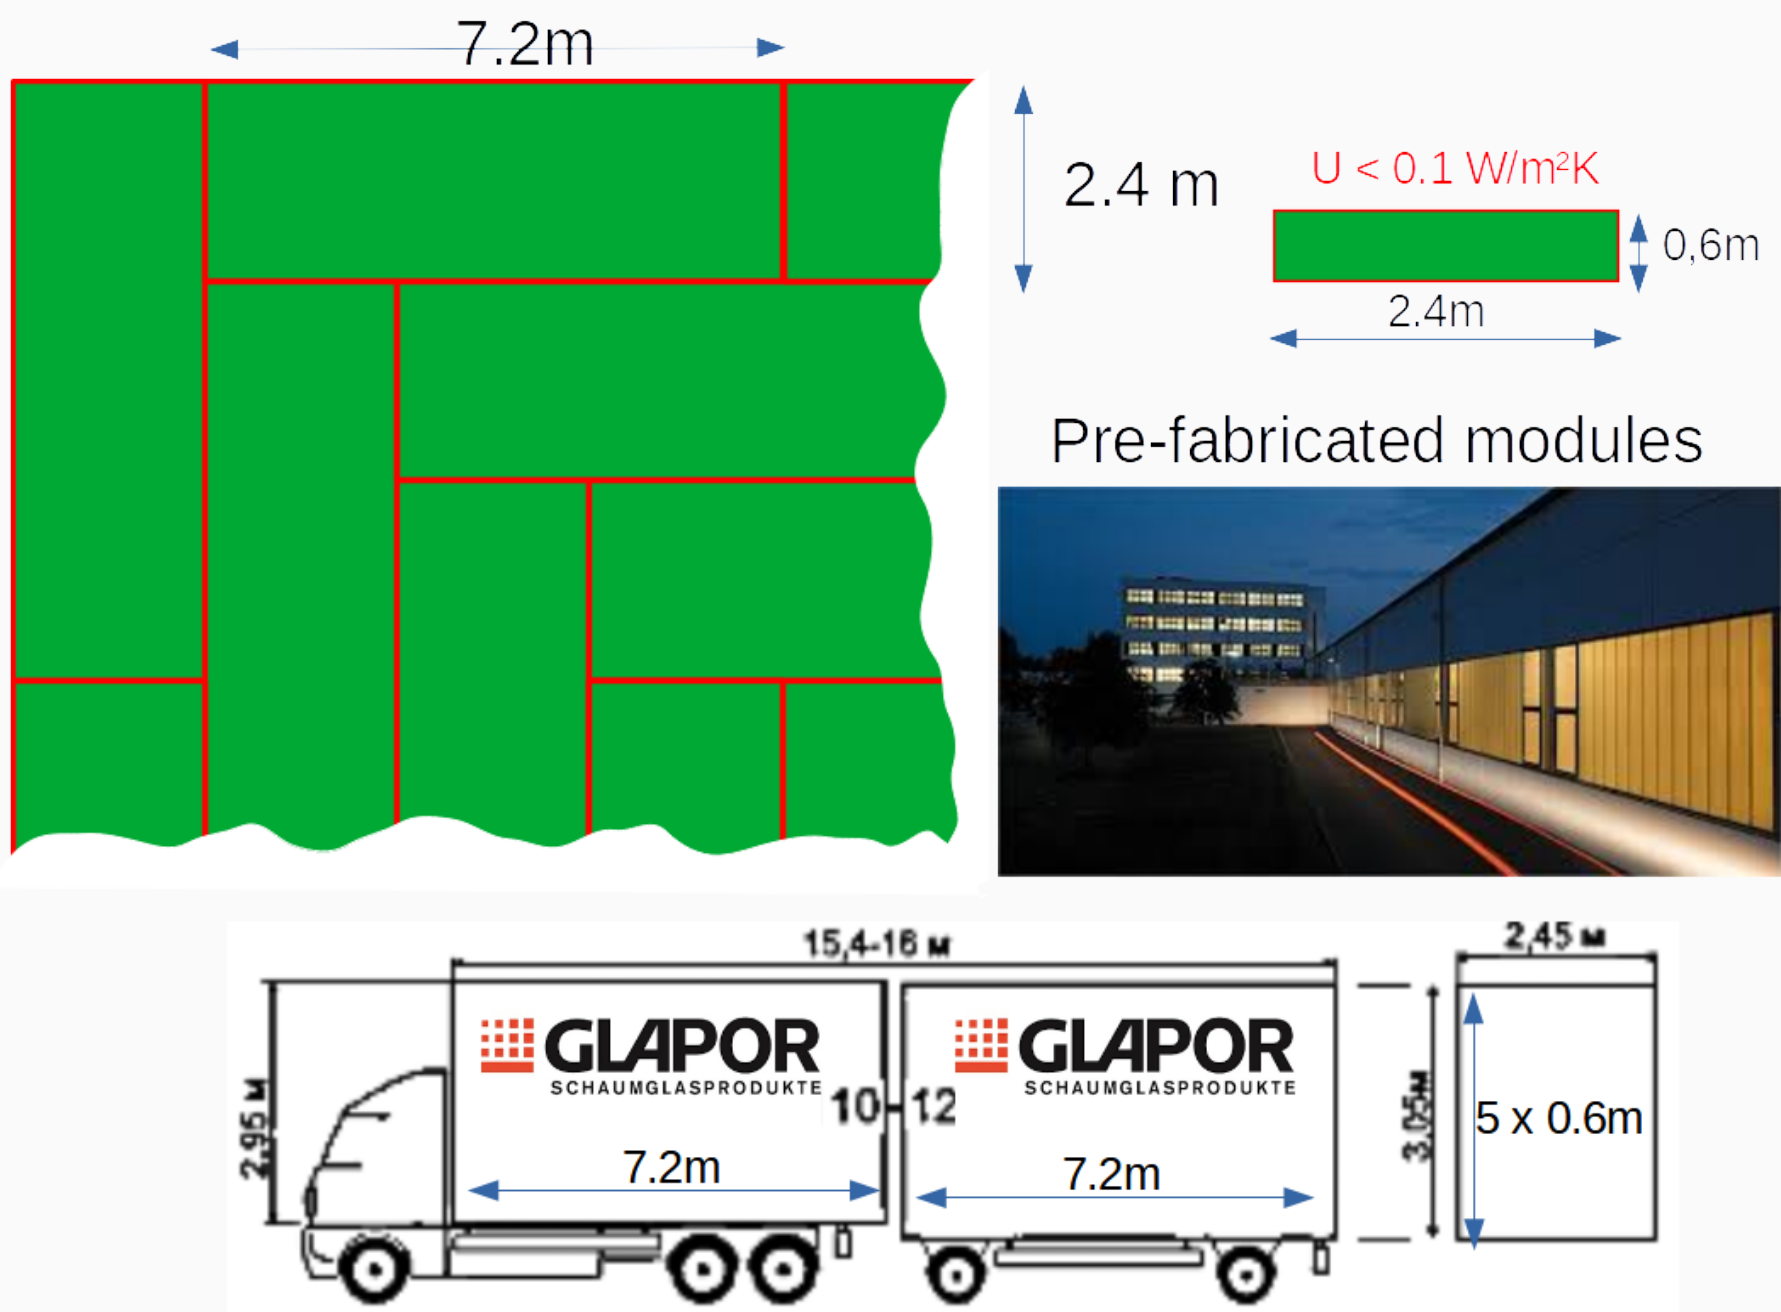 7.2m
2.4 m
U < 0.1 W/m²K
0,6m
2.4m
Pre-fabricated modules
15,4-16 м
2,45 м
GLAPOR
SCHAUMGLASPRODUKTE
GLAPOR
SCHAUMGLASPRODUKTE
2,95 м
10-12
3,05м
5 x 0.6m
7.2m
7.2m